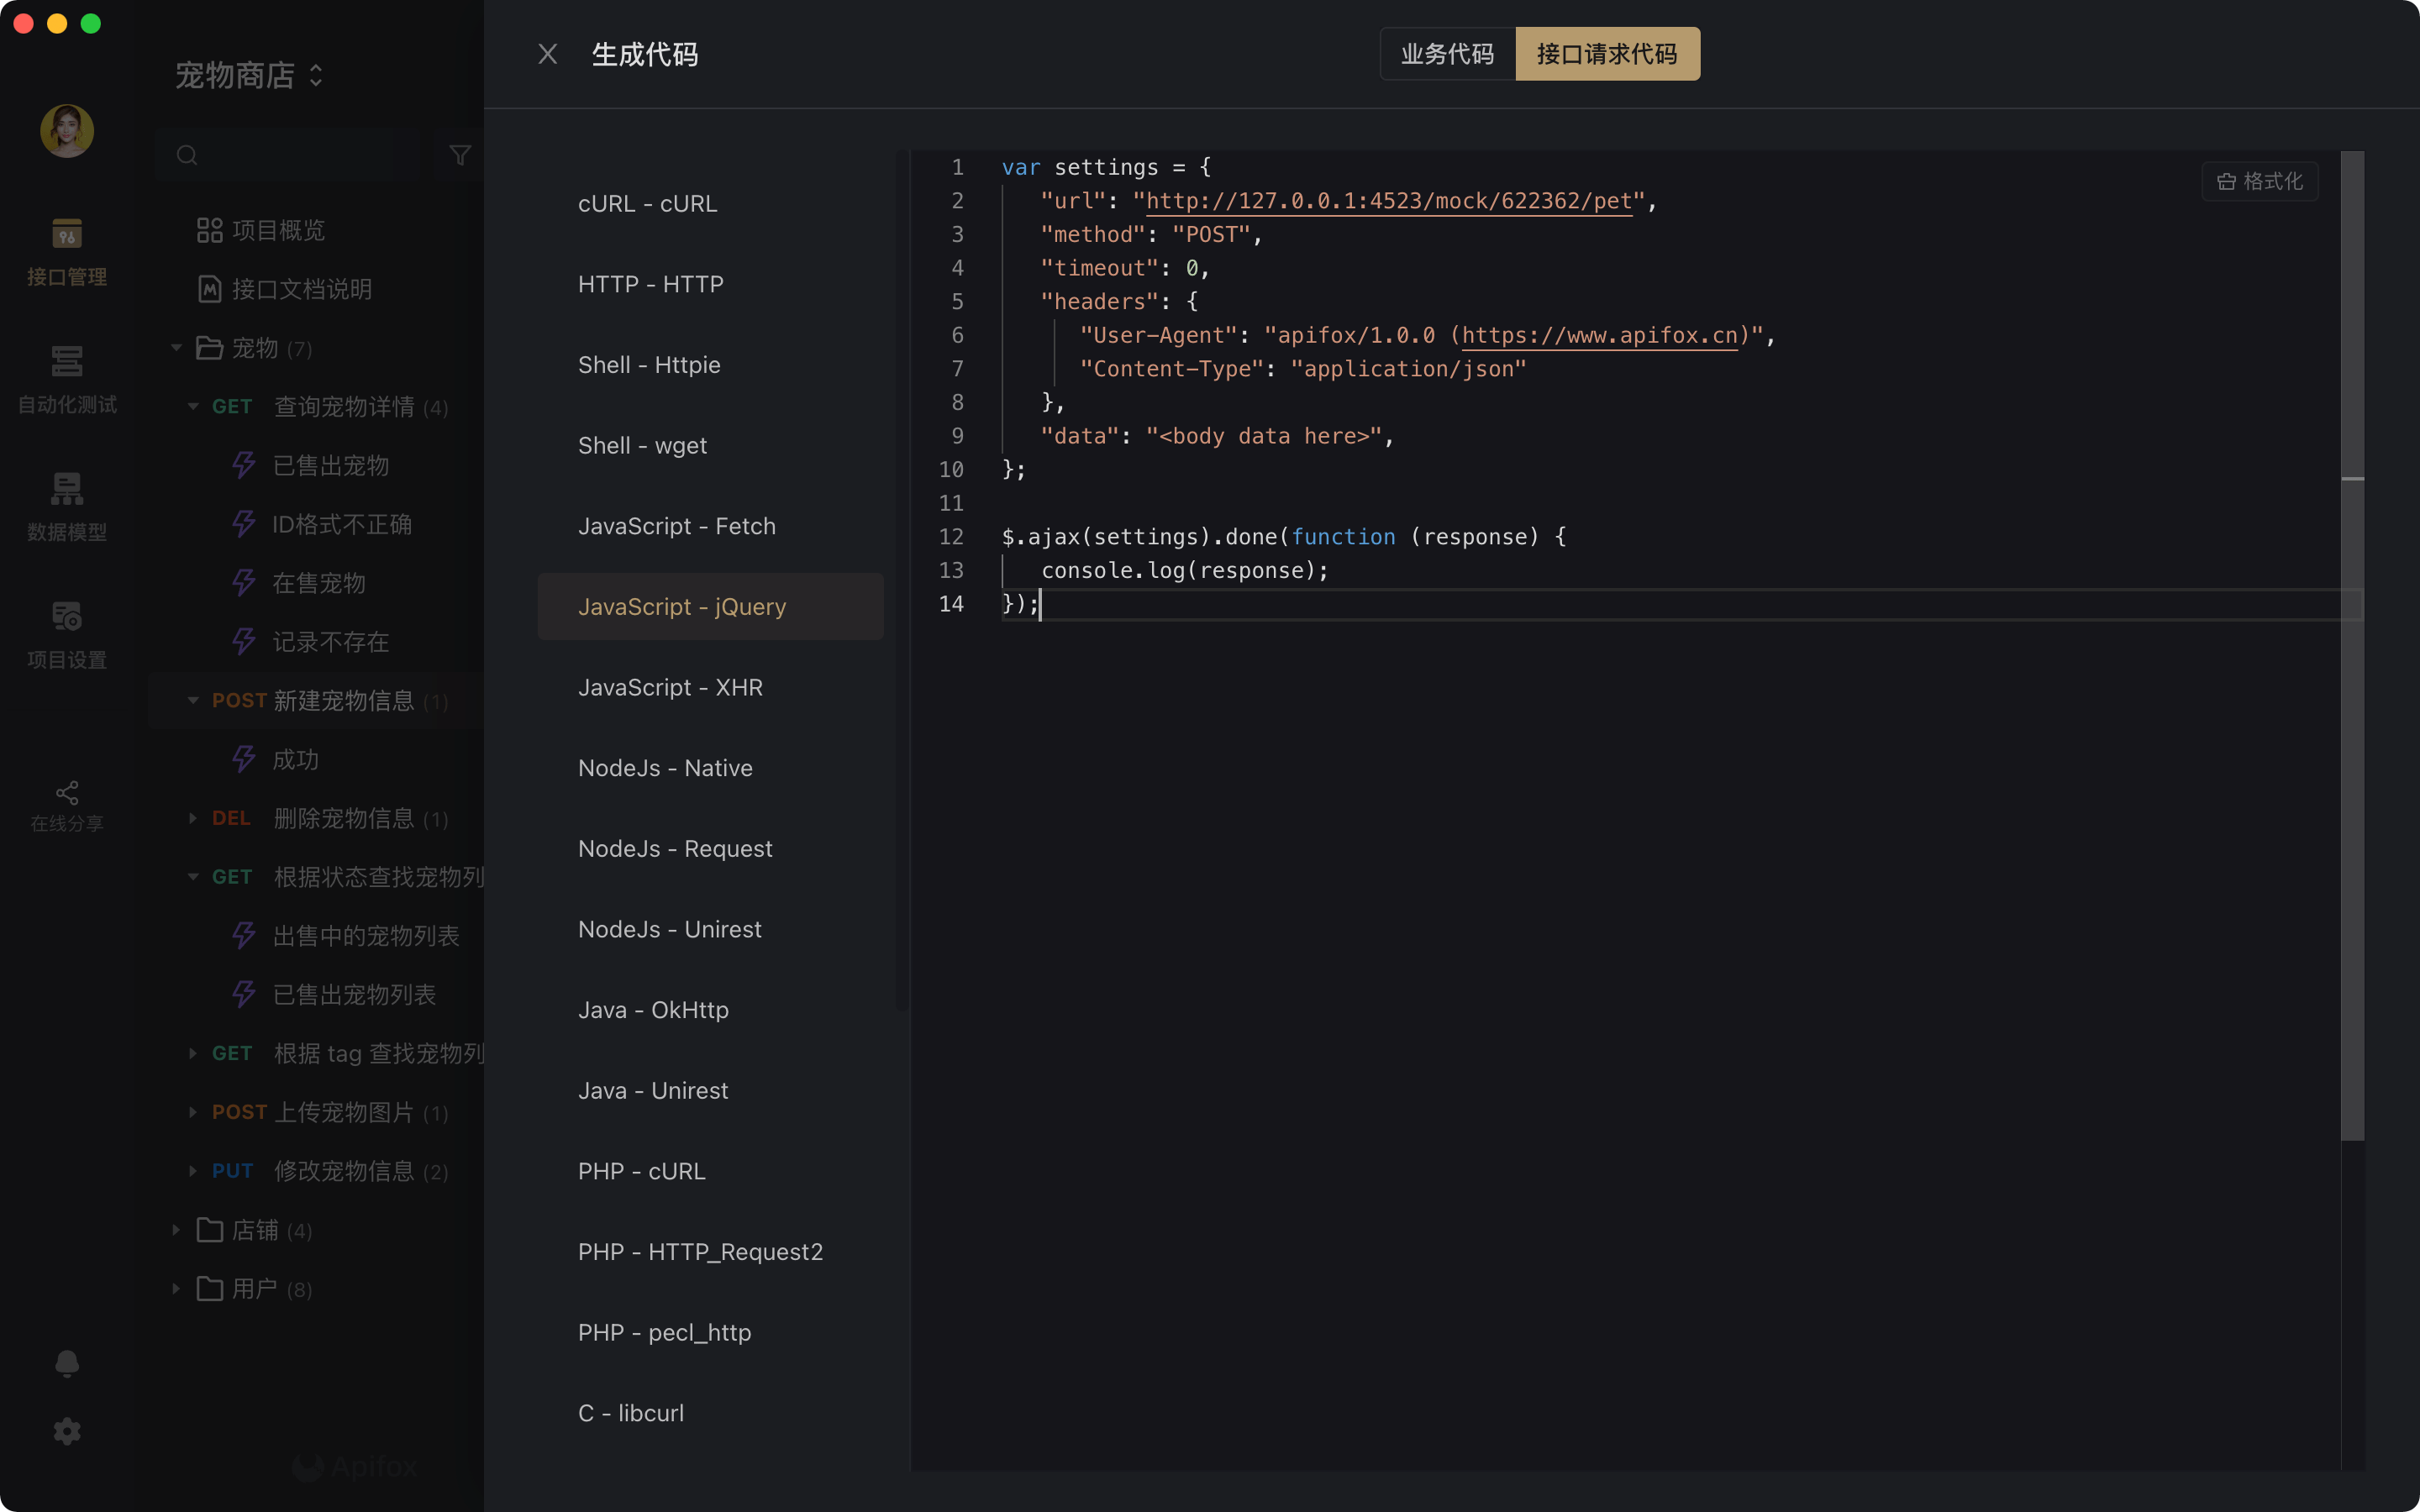 生成代码
业务代码
接口请求代码
宠物商店
接口管理
自动化测试
数据模型
项目设置
在线分享
项目概览
接口文档说明
宠物 (7)
GET 查询宠物详情 (4)
已售出宠物
ID格式不正确
在售宠物
记录不存在
POST 新建宠物信息 (1)
成功
DEL 删除宠物信息 (1)
GET 根据状态查找宠物列
出售中的宠物列表
已售出宠物列表
GET 根据 tag 查找宠物列
POST 上传宠物图片 (1)
PUT 修改宠物信息 (2)
店铺 (4)
用户 (8)
Apifox
cURL - cURL
HTTP - HTTP
Shell - Httpie
Shell - wget
JavaScript - Fetch
JavaScript - jQuery
JavaScript - XHR
NodeJs - Native
NodeJs - Request
NodeJs - Unirest
Java - OkHttp
Java - Unirest
PHP - cURL
PHP - HTTP_Request2
PHP - pecl_http
C - libcurl
格式化
1 var settings = {
2 "url": "http://127.0.0.1:4523/mock/622362/pet",
3 "method": "POST",
4 "timeout": 0,
5 "headers": {
6 "User-Agent": "apifox/1.0.0 (https://www.apifox.cn)",
7 "Content-Type": "application/json"
8 },
9 "data": "<body data here>",
10 };
11
12 $.ajax(settings).done(function (response) {
13 console.log(response);
14 });